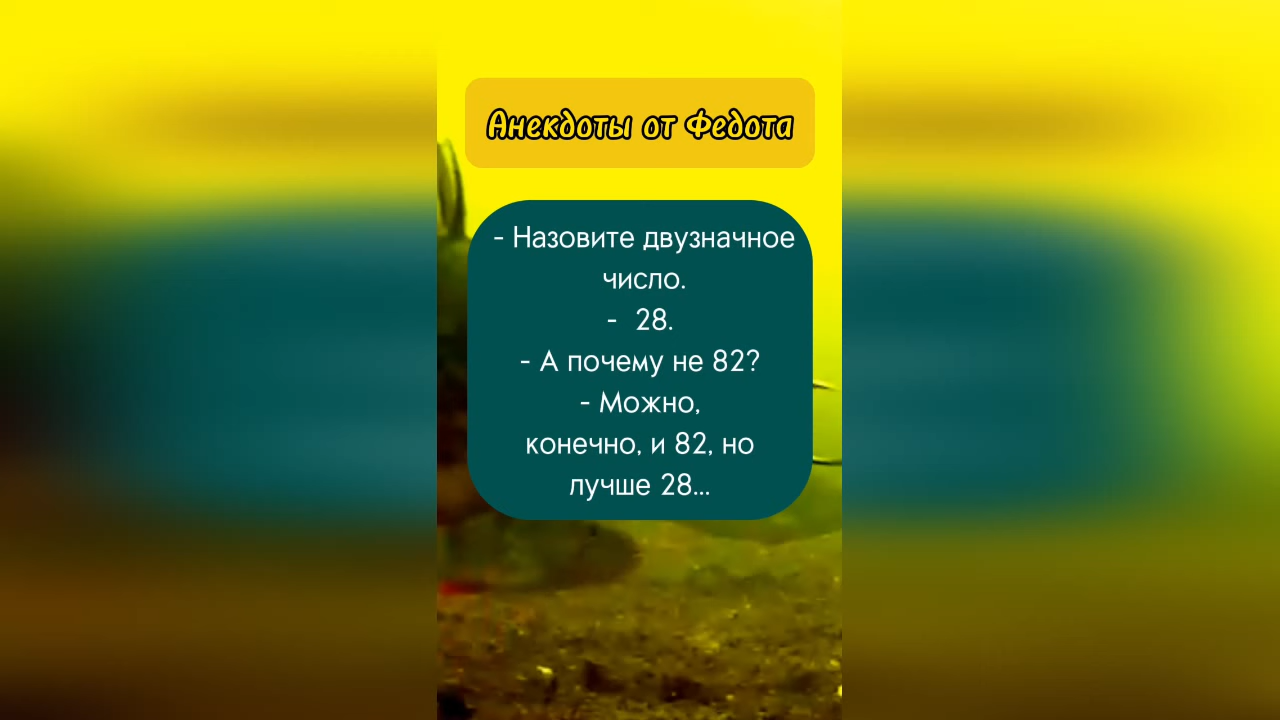 Анекдоты от Федота
- Назовите двузначное
число.
- 28.
- А почему не 82?
- Можно,
конечно, и 82, но
лучше 28...